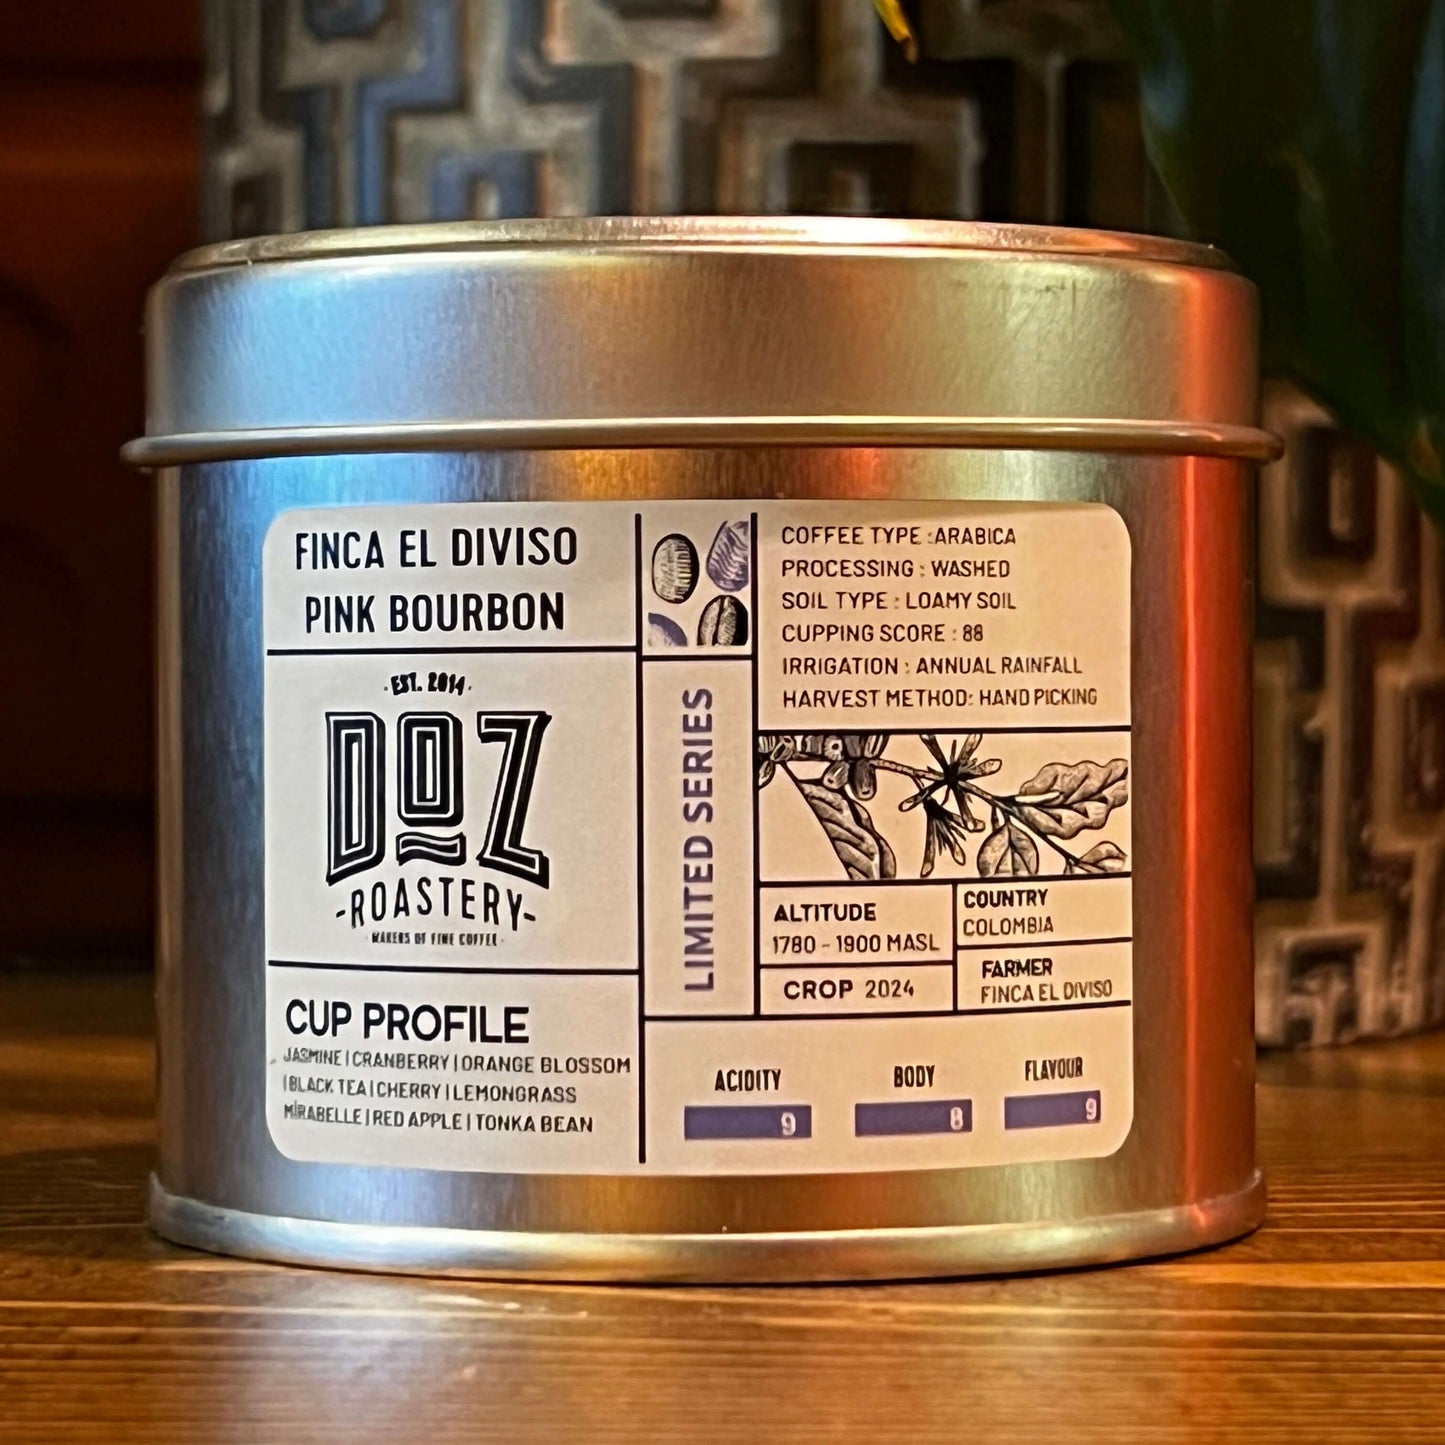 FINCA EL DIVISO
PINK BOURBON
· EST. 2014 ·
DOZ
-ROASTERY-
· MAKERS OF FINE COFFEE ·
CUP PROFILE
JASMINE | CRANBERRY | ORANGE BLOSSOM
| BLACK TEA | CHERRY | LEMONGRASS
MIRABELLE | RED APPLE | TONKA BEAN
LIMITED SERIES
COFFEE TYPE :ARABICA
PROCESSING : WASHED
SOIL TYPE : LOAMY SOIL
CUPPING SCORE : 88
IRRIGATION : ANNUAL RAINFALL
HARVEST METHOD: HAND PICKING
ALTITUDE
1780 - 1900 MASL
CROP 2024
COUNTRY
COLOMBIA
FARMER
FINCA EL DIVISO
ACIDITY
9
BODY
8
FLAVOUR
9